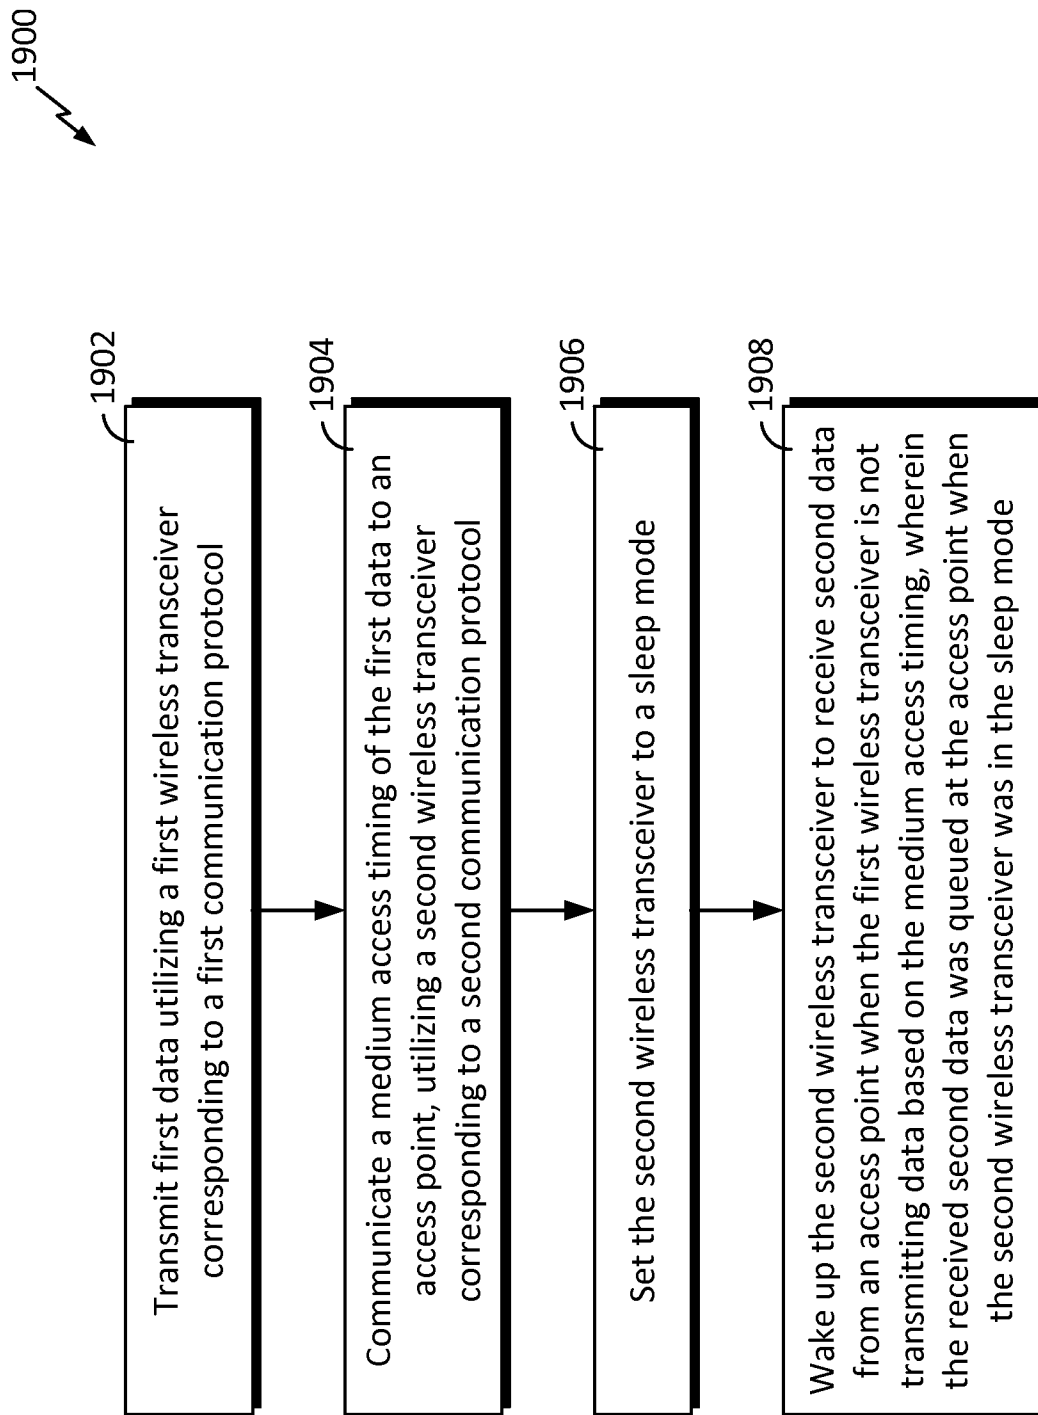 1900
1902
Transmit first data utilizing a first wireless transceiver
corresponding to a first communication protocol
1904
Communicate a medium access timing of the first data to an
access point, utilizing a second wireless transceiver
corresponding to a second communication protocol
1906
Set the second wireless transceiver to a sleep mode
1908
Wake up the second wireless transceiver to receive second data
from an access point when the first wireless transceiver is not
transmitting data based on the medium access timing, wherein
the received second data was queued at the access point when
the second wireless transceiver was in the sleep mode